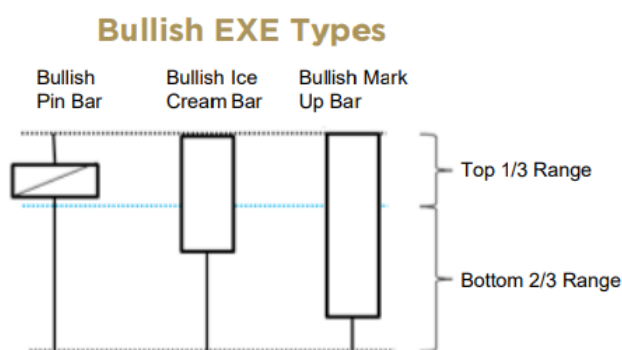 Bullish EXE Types
Bullish
Pin Bar
Bullish Ice
Cream Bar
Bullish Mark
Up Bar
Top 1/3 Range
Bottom 2/3 Range